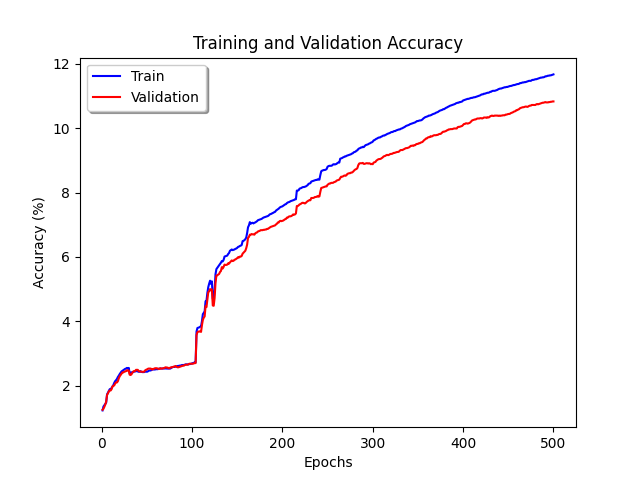 Training and Validation Accuracy
Train
Validation
12
10
8
6
4
2
Accuracy (%)
0
100
200
300
400
500
Epochs